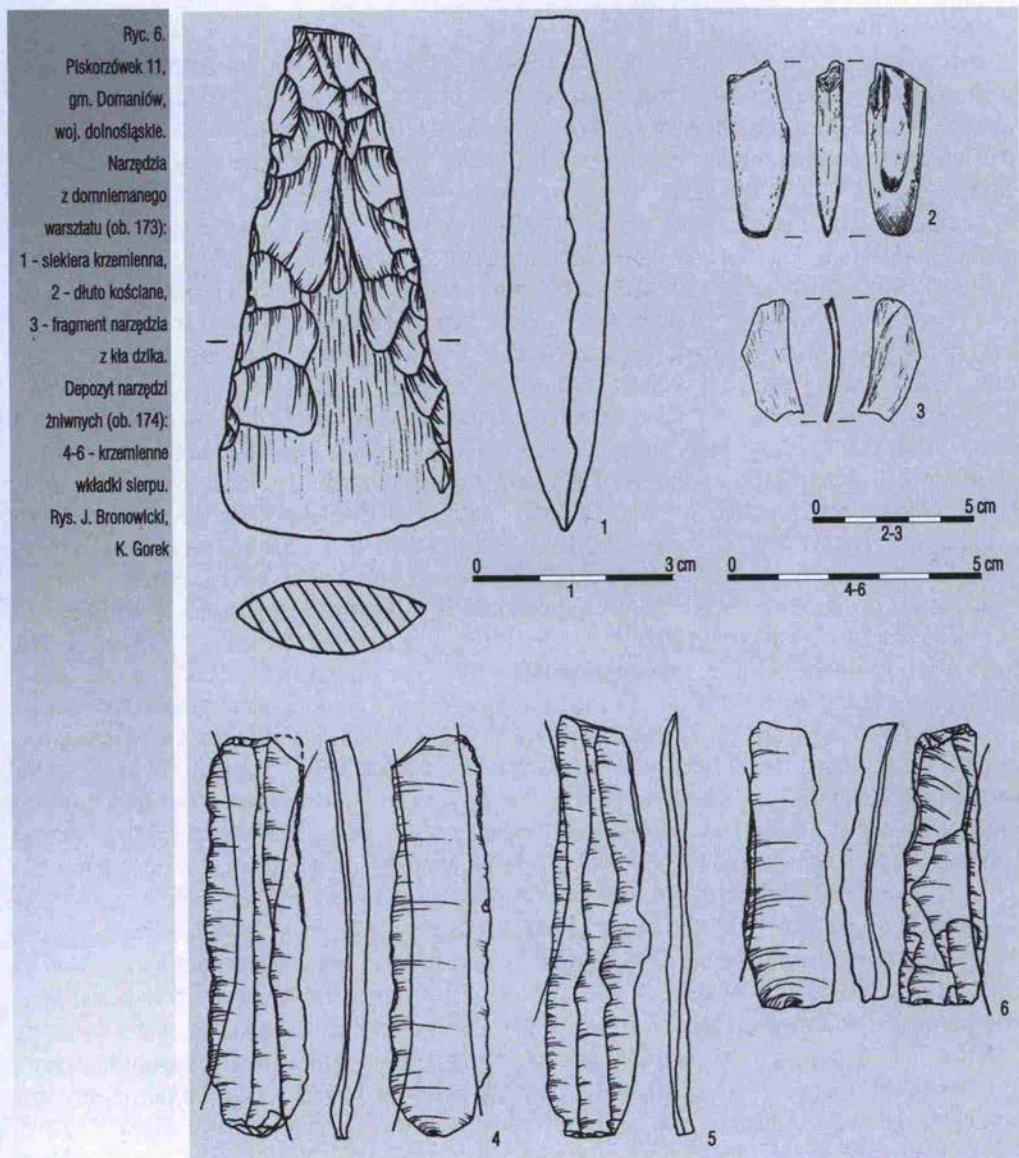 Ryc. 6.
Piskorzówek 11,
gm. Domaniów,
woj. dolnośląskie.
Narzędzia
z domniemanego
warsztatu (ob. 173):
1 - siekiera krzemienna,
2 - dłuto kościane,
3 - fragment narzędzia
z kła dzika.
Depozyt narzędzi
żniwnych (ob. 174):
4-6 - krzemienne
wkładki sierpu.
Rys. J. Bronowicki,
K. Gorek
1
2
3
0 5 cm
2-3
0 3 cm
1
0 5 cm
4-6
4
5
6